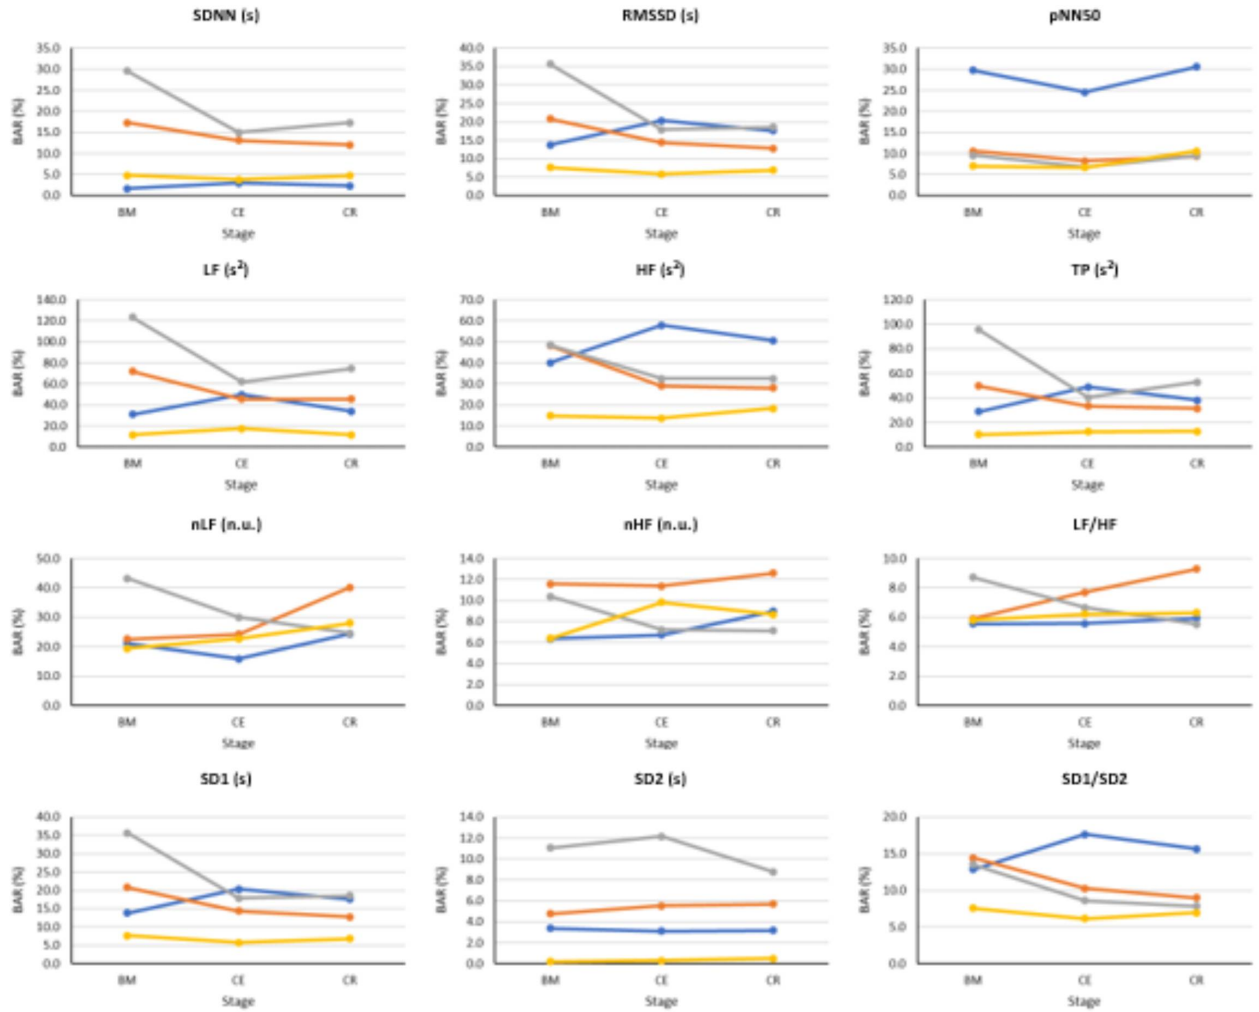 SDNN (s)
BAR (%)
35.0
30.0
25.0
20.0
15.0
10.0
5.0
0.0
BM CE CR
Stage
RMSSD (s)
BAR (%)
40.0
35.0
30.0
25.0
20.0
15.0
10.0
5.0
0.0
BM CE CR
Stage
pNN50
BAR (%)
35.0
30.0
25.0
20.0
15.0
10.0
5.0
0.0
BM CE CR
Stage
LF (s²)
BAR (%)
140.0
120.0
100.0
80.0
60.0
40.0
20.0
0.0
BM CE CR
Stage
HF (s²)
BAR (%)
70.0
60.0
50.0
40.0
30.0
20.0
10.0
0.0
BM CE CR
Stage
TP (s²)
BAR (%)
120.0
100.0
80.0
60.0
40.0
20.0
0.0
BM CE CR
Stage
nLF (n.u.)
BAR (%)
50.0
40.0
30.0
20.0
10.0
0.0
BM CE CR
Stage
nHF (n.u.)
BAR (%)
14.0
12.0
10.0
8.0
6.0
4.0
2.0
0.0
BM CE CR
Stage
LF/HF
BAR (%)
10.0
8.0
6.0
4.0
2.0
0.0
BM CE CR
Stage
SD1 (s)
BAR (%)
40.0
35.0
30.0
25.0
20.0
15.0
10.0
5.0
0.0
BM CE CR
Stage
SD2 (s)
BAR (%)
14.0
12.0
10.0
8.0
6.0
4.0
2.0
0.0
BM CE CR
Stage
SD1/SD2
BAR (%)
20.0
15.0
10.0
5.0
0.0
BM CE CR
Stage